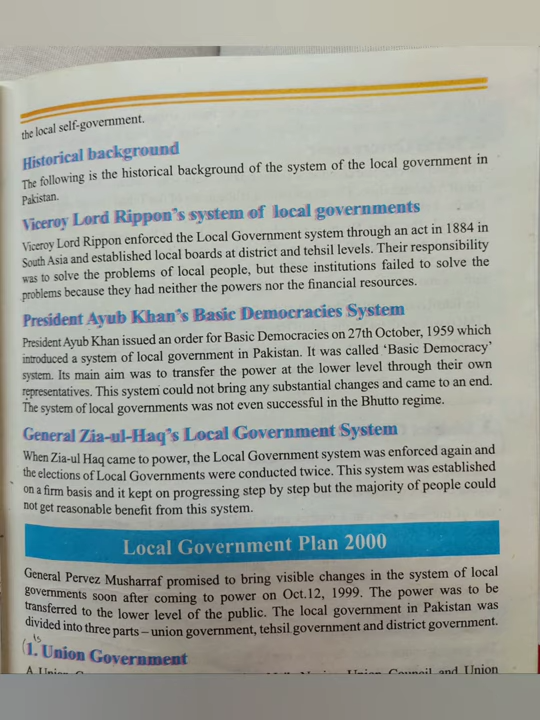 the local self-government.
Historical background
The following is the historical background of the system of the local government in
Pakistan.
Viceroy Lord Rippon's system of local governments
Viceroy Lord Rippon enforced the Local Government system through an act in 1884 in
South Asia and established local boards at district and tehsil levels. Their responsibility
was to solve the problems of local people, but these institutions failed to solve the
problems because they had neither the powers nor the financial resources.
President Ayub Khan's Basic Democracies System
President Ayub Khan issued an order for Basic Democracies on 27th October, 1959 which
introduced a system of local government in Pakistan. It was called 'Basic Democracy'
system. Its main aim was to transfer the power at the lower level through their own
representatives. This system could not bring any substantial changes and came to an end.
The system of local governments was not even successful in the Bhutto regime.
General Zia-ul-Haq's Local Government System
When Zia-ul Haq came to power, the Local Government system was enforced again and
the elections of Local Governments were conducted twice. This system was established
on a firm basis and it kept on progressing step by step but the majority of people could
not get reasonable benefit from this system.
Local Government Plan 2000
General Pervez Musharraf promised to bring visible changes in the system of local
governments soon after coming to power on Oct.12, 1999. The power was to be
transferred to the lower level of the public. The local government in Pakistan was
divided into three parts – union government, tehsil government and district government.
1. Union Government
A Union Council and Union